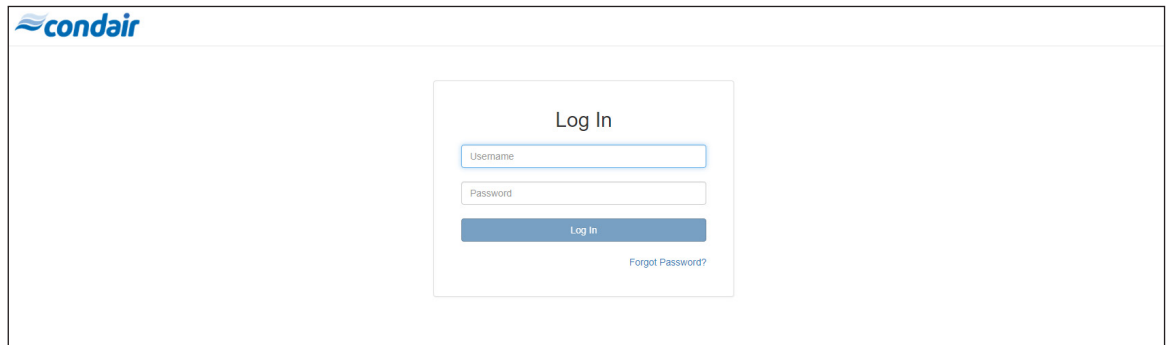 condair
Log In
Username
Password
Log In
Forgot Password?